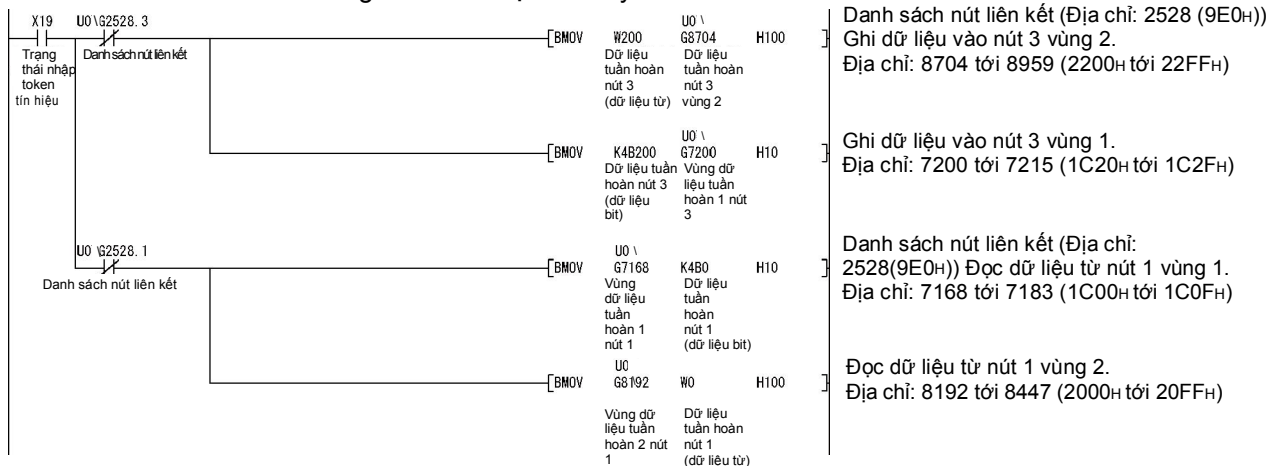 X19 U0\G2528.3
Trạng thái nhập token tín hiệu
Danh sách nút liên kết
BMOV W200 U0\ G8704 H100
Dữ liệu tuần hoàn nút 3 (dữ liệu từ)
Dữ liệu tuần hoàn nút 3 vùng 2
Danh sách nút liên kết (Địa chỉ: 2528 (9E0H))
Ghi dữ liệu vào nút 3 vùng 2.
Địa chỉ: 8704 tới 8959 (2200H tới 22FFH)
BMOV K4B200 U0\ G7200 H10
Dữ liệu tuần hoàn nút 3 (dữ liệu bit)
Vùng dữ liệu tuần hoàn 1 nút 3
Ghi dữ liệu vào nút 3 vùng 1.
Địa chỉ: 7200 tới 7215 (1C20H tới 1C2FH)
U0\G2528.1
Danh sách nút liên kết
BMOV U0\ G7168 K4B0 H10
Vùng dữ liệu tuần hoàn 1 nút 1
Dữ liệu tuần hoàn nút 1 (dữ liệu bit)
Danh sách nút liên kết (Địa chỉ:
2528(9E0H)) Đọc dữ liệu từ nút 1 vùng 1.
Địa chỉ: 7168 tới 7183 (1C00H tới 1C0FH)
BMOV U0 G8192 W0 H100
Vùng dữ liệu tuần hoàn 2 nút 1
Dữ liệu tuần hoàn nút 1 (dữ liệu từ)
Đọc dữ liệu từ nút 1 vùng 2.
Địa chỉ: 8192 tới 8447 (2000H tới 20FFH)